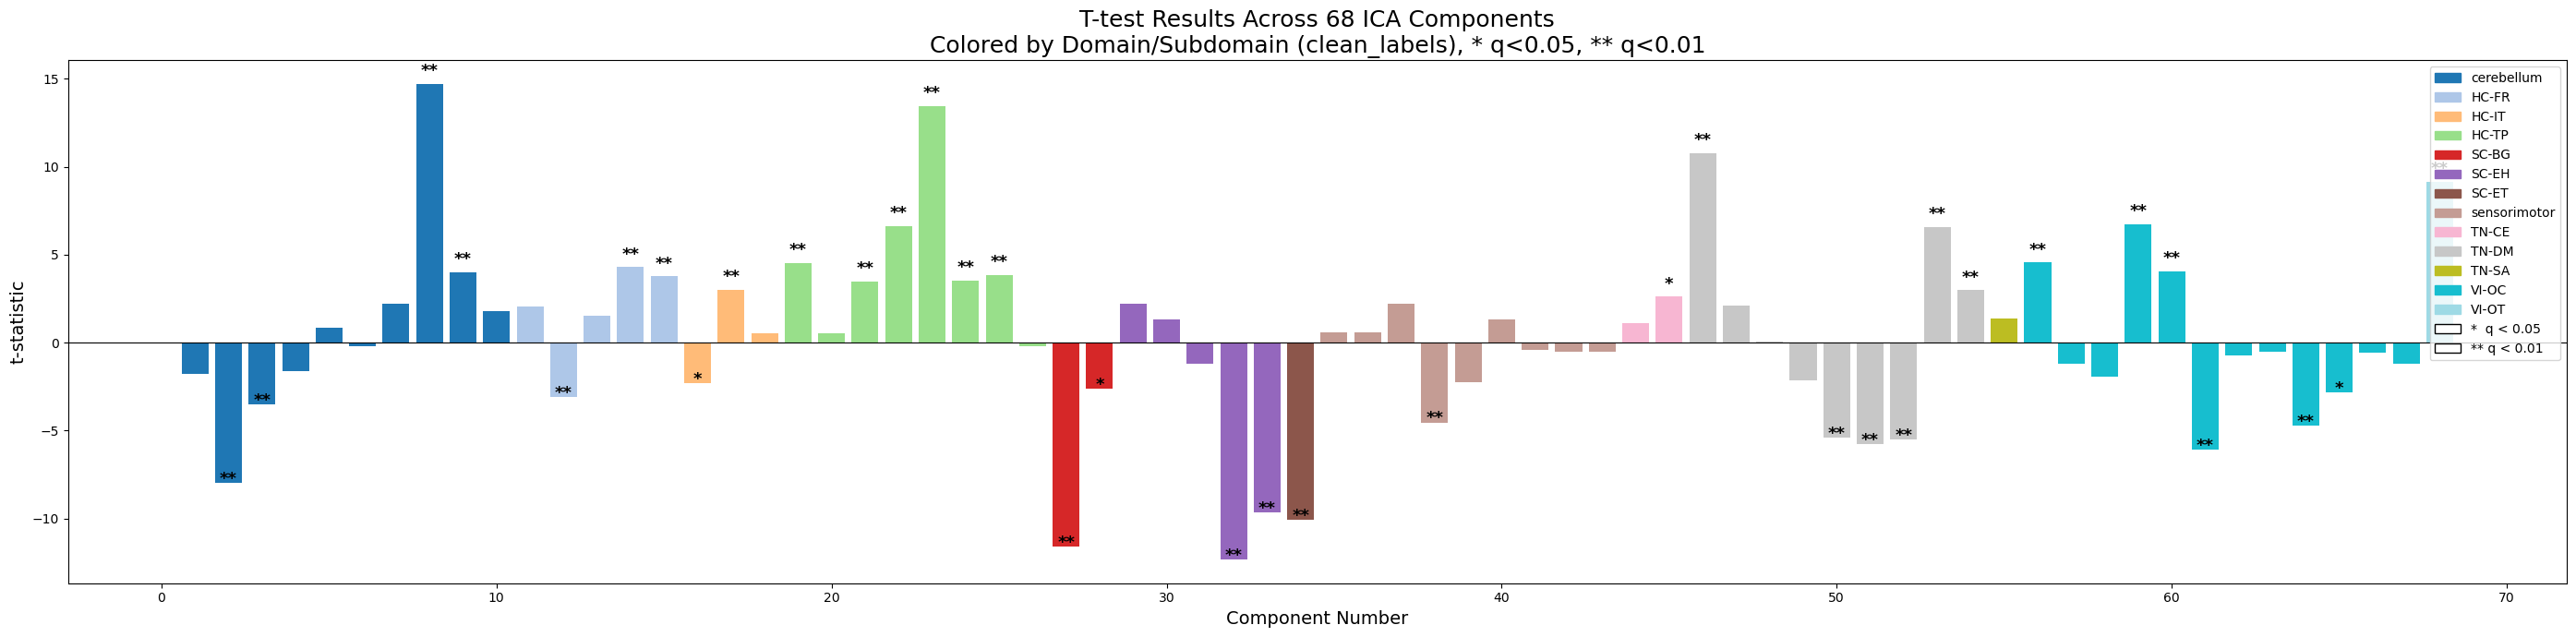 T-test Results Across 68 ICA Components
Colored by Domain/Subdomain (clean_labels), * q<0.05, ** q<0.01
t-statistic
15
10
5
0
−5
−10
** ** ** ** ** ** ** ** ** ** * ** ** ** ** ** ** * ** * ** ** ** ** ** * ** ** ** ** ** ** ** ** ** ** ** ** * **
cerebellum
HC-FR
HC-IT
HC-TP
SC-BG
SC-EH
SC-ET
sensorimotor
TN-CE
TN-DM
TN-SA
VI-OC
VI-OT
* q < 0.05
** q < 0.01
0 10 20 30 40 50 60 70
Component Number